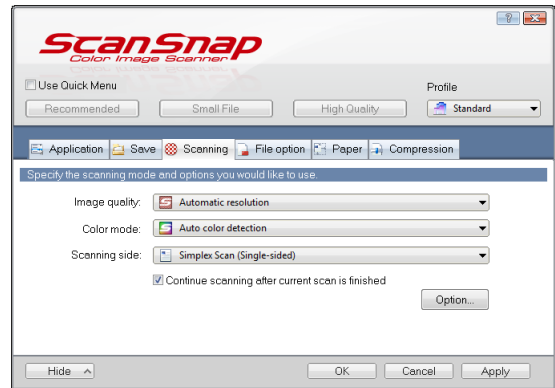 ScanSnap
Color Image Scanner
Use Quick Menu
Profile
Recommended Small File High Quality Standard
Application Save Scanning File option Paper Compression
Specify the scanning mode and options you would like to use.
Image quality: Automatic resolution
Color mode: Auto color detection
Scanning side: Simplex Scan (Single-sided)
Continue scanning after current scan is finished
Option...
Hide OK Cancel Apply